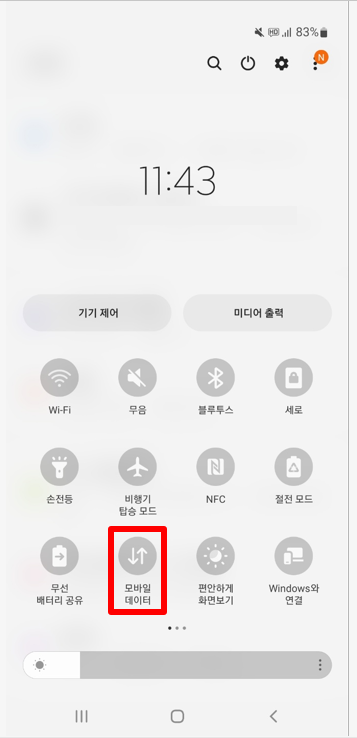 83%
N
11:43
기기 제어
미디어 출력
Wi-Fi
무음
블루투스
세로
손전등
비행기
탑승 모드
NFC
절전 모드
무선
배터리 공유
모바일
데이터
편안하게
화면보기
Windows와
연결